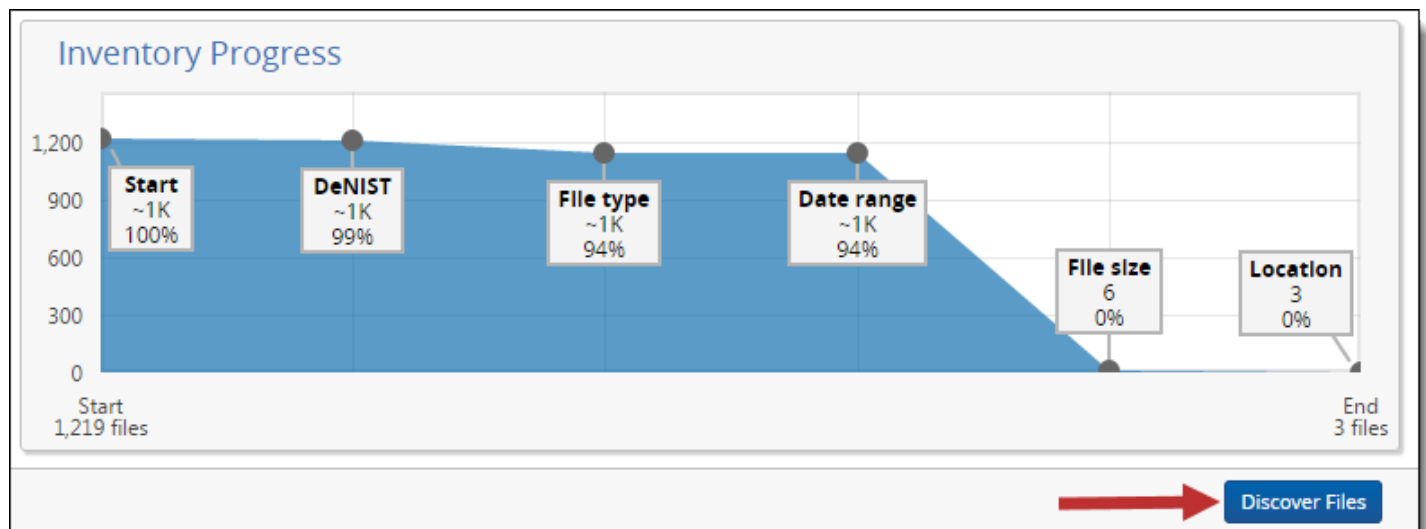 Inventory Progress
1,200
900
600
300
0
Start
~1K
100%
DeNIST
~1K
99%
File type
~1K
94%
Date range
~1K
94%
File size
6
0%
Location
3
0%
Start
1,219 files
End
3 files
Discover Files